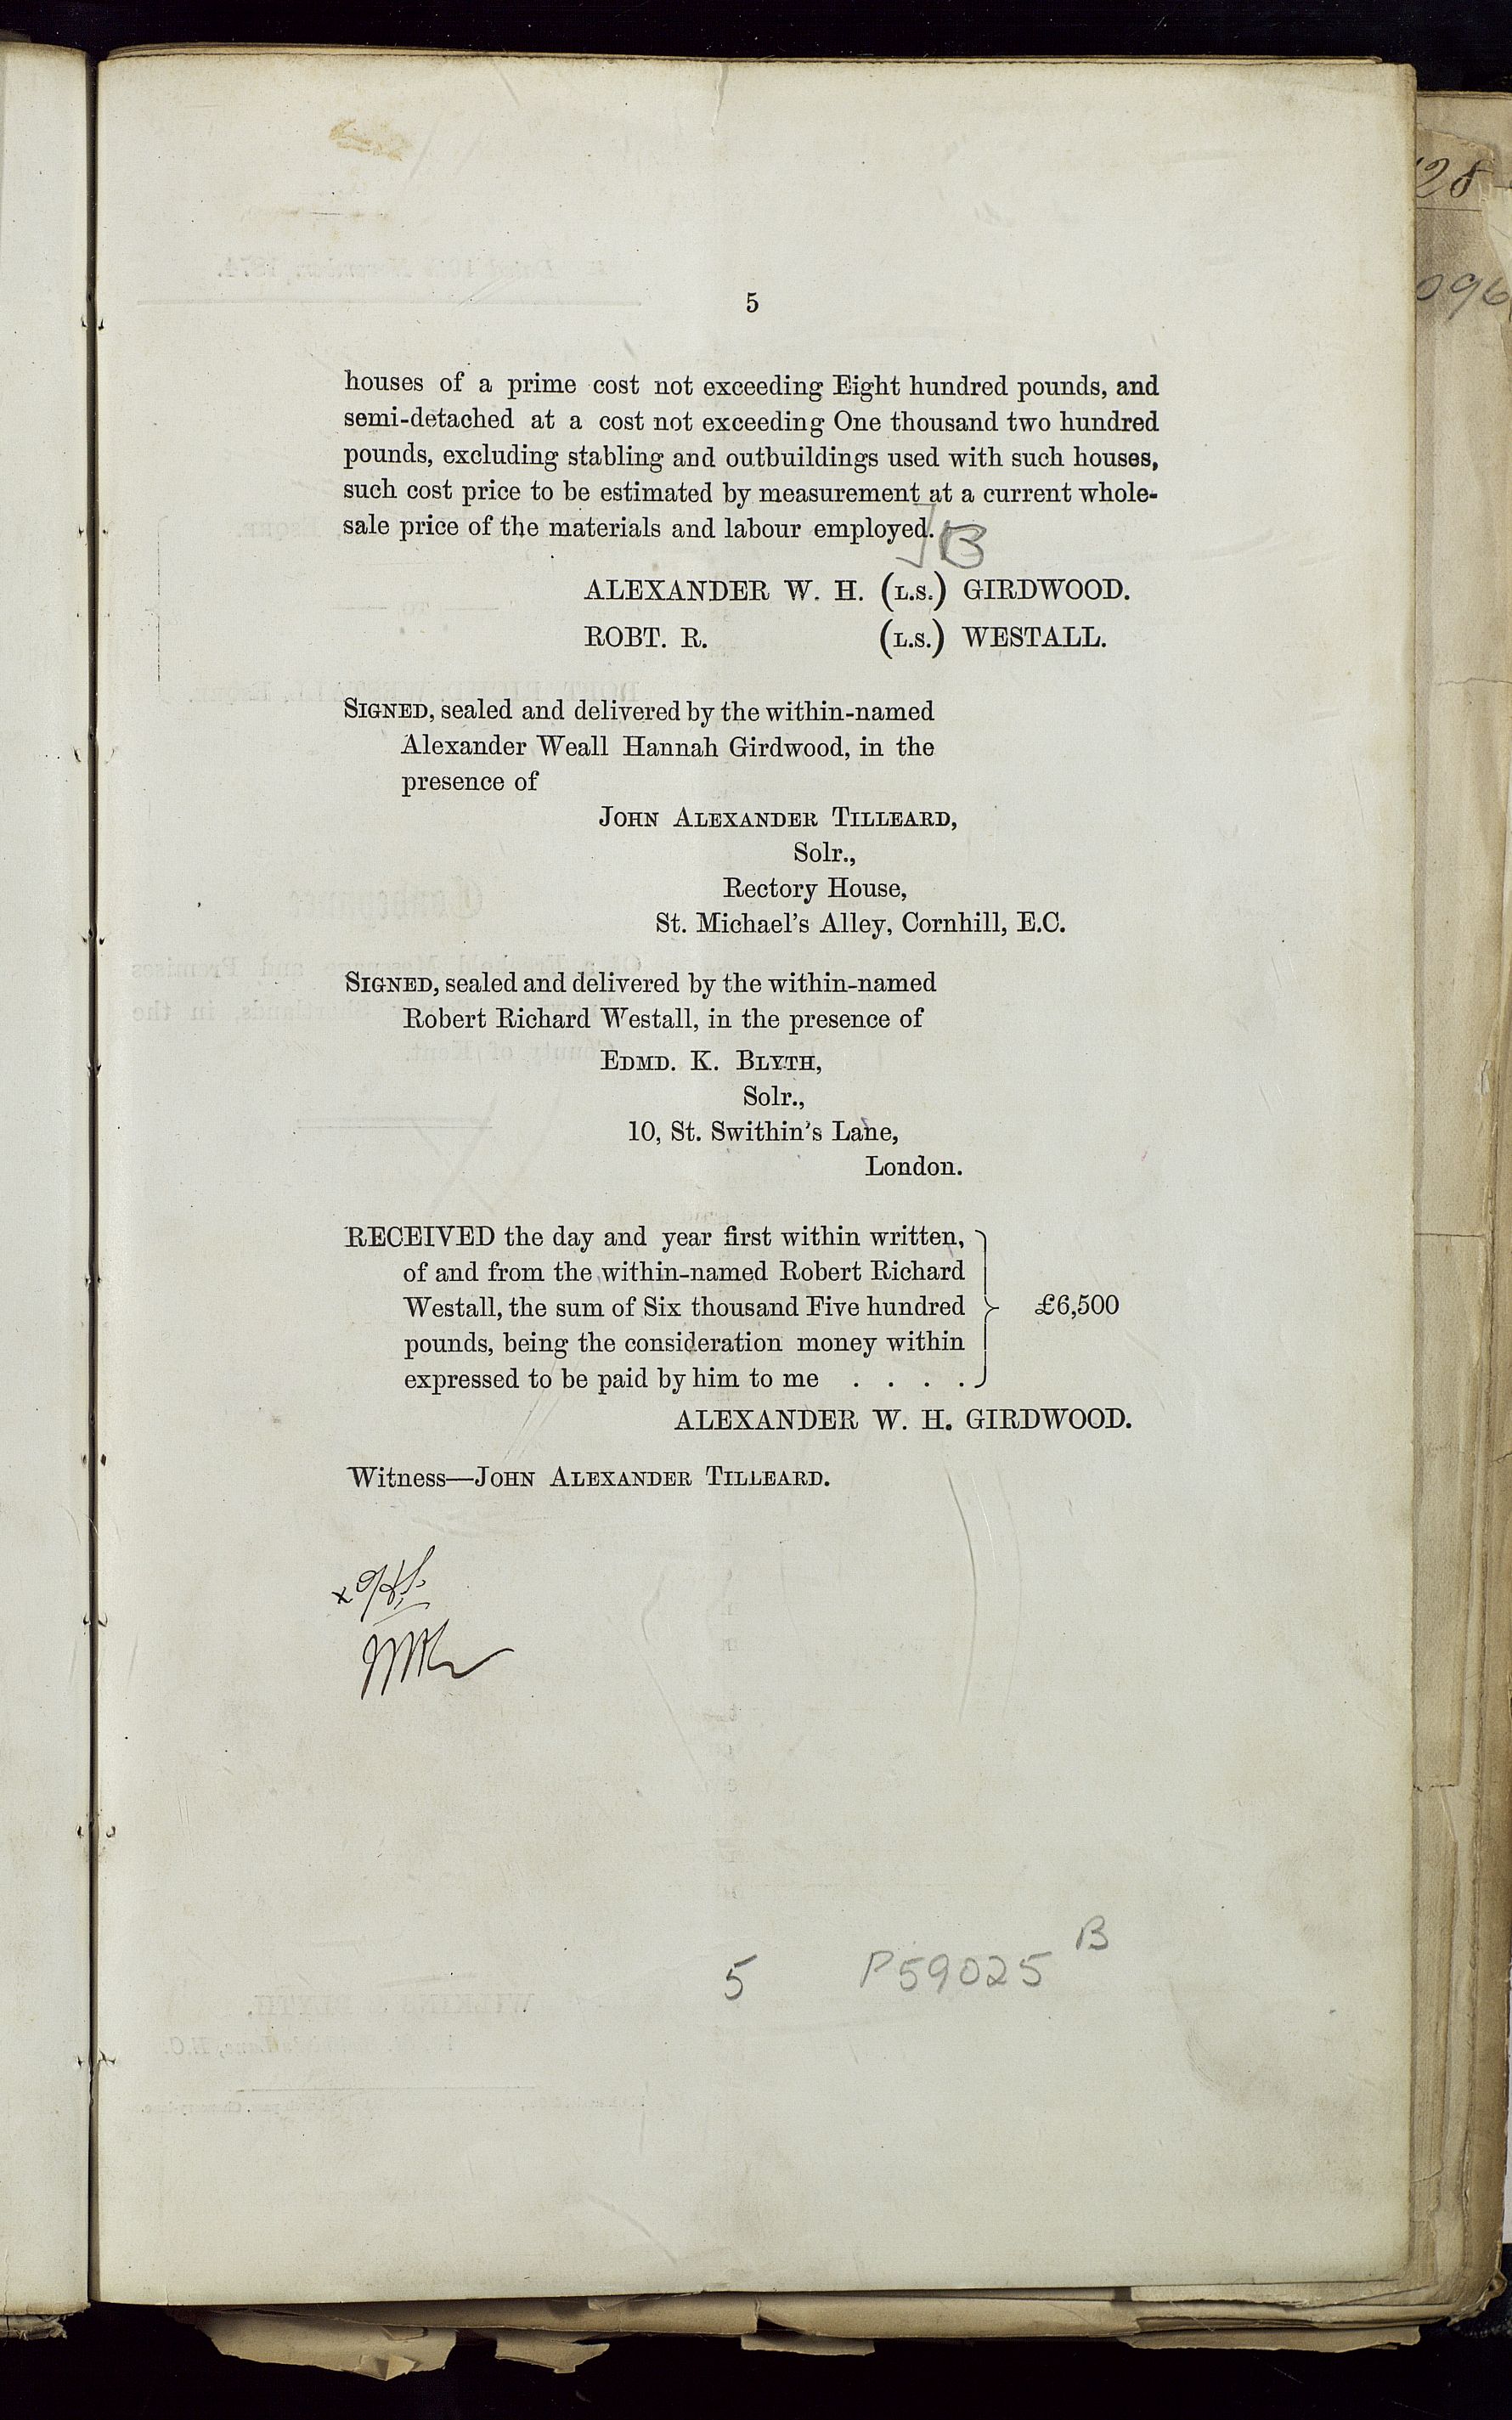 5
houses of a prime cost not exceeding Eight hundred pounds, and
semi-detached at a cost not exceeding One thousand two hundred
pounds, excluding stabling and outbuildings used with such houses,
such cost price to be estimated by measurement at a current whole-
sale price of the materials and labour employed.]B
ALEXANDER W. H. (L.S.) GIRDWOOD.
ROBT. R. (L.S.) WESTALL.
SIGNED, sealed and delivered by the within-named
Alexander Weall Hannah Girdwood, in the
presence of
JOHN ALEXANDER TILLEARD,
Solr.,
Rectory House,
St. Michael's Alley, Cornhill, E.C.
SIGNED, sealed and delivered by the within-named
Robert Richard Westall, in the presence of
EDMD. K. BLYTH,
Solr.,
10, St. Swithin's Lane,
London.
RECEIVED the day and year first within written,
of and from the within-named Robert Richard
Westall, the sum of Six thousand Five hundred
pounds, being the consideration money within
expressed to be paid by him to me . . . .
£6,500
ALEXANDER W. H. GIRDWOOD.
Witness—JOHN ALEXANDER TILLEARD.
5 P59025 B
28
096